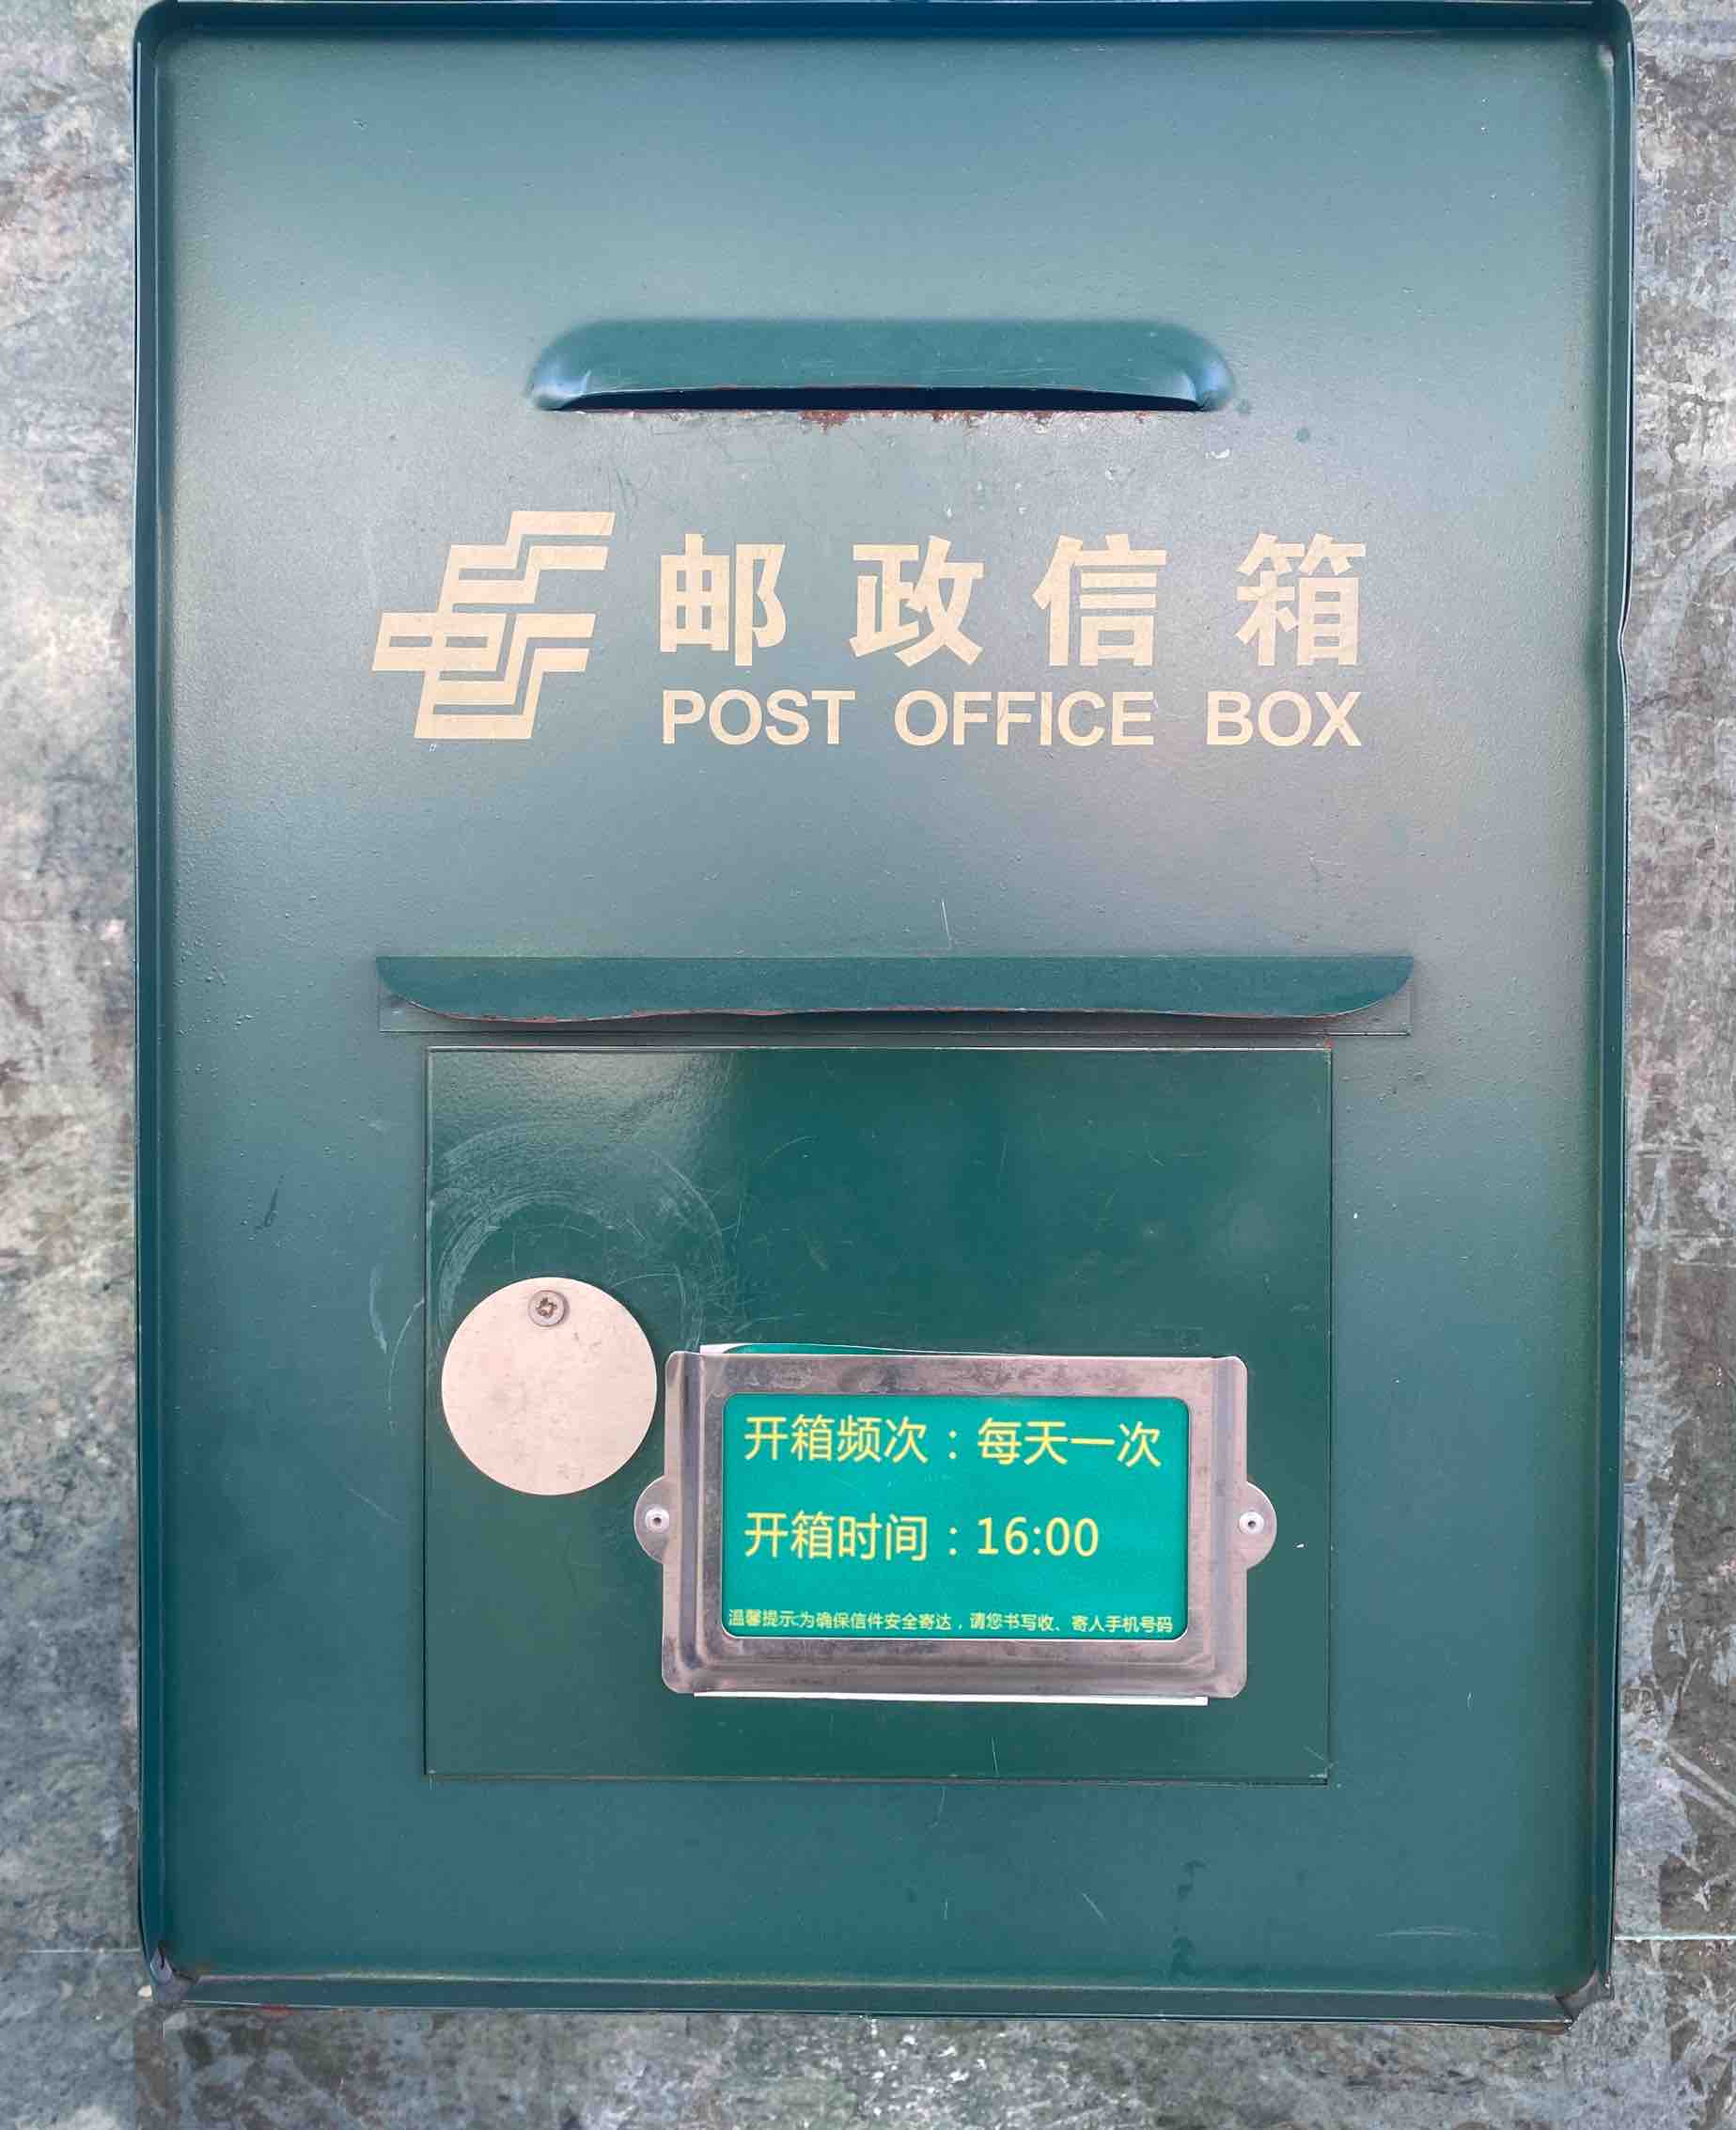 邮政信箱
POST OFFICE BOX
开箱频次：每天一次
开箱时间：16:00
温馨提示:为确保信件安全寄达，请您书写收、寄人手机号码